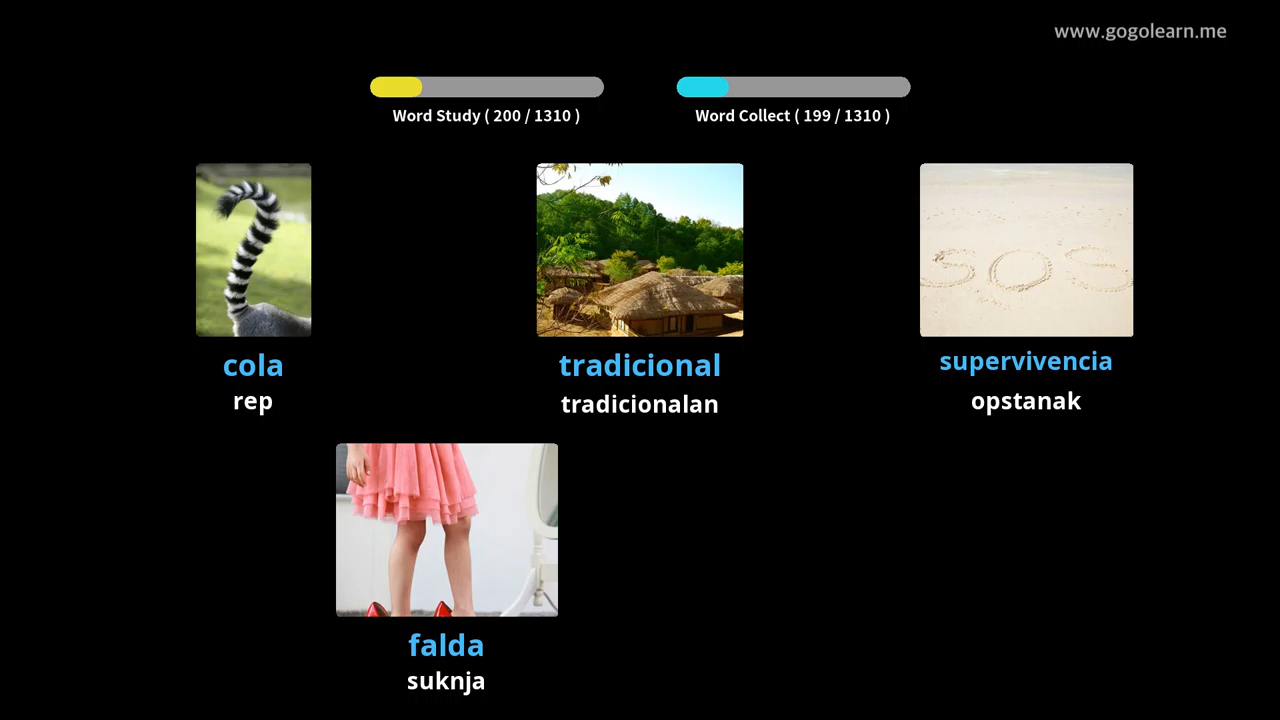 www.gogolearn.me
Word Study ( 200 / 1310 )
Word Collect ( 199 / 1310 )
cola
rep
tradicional
tradicionalan
supervivencia
opstanak
SOS
falda
suknja